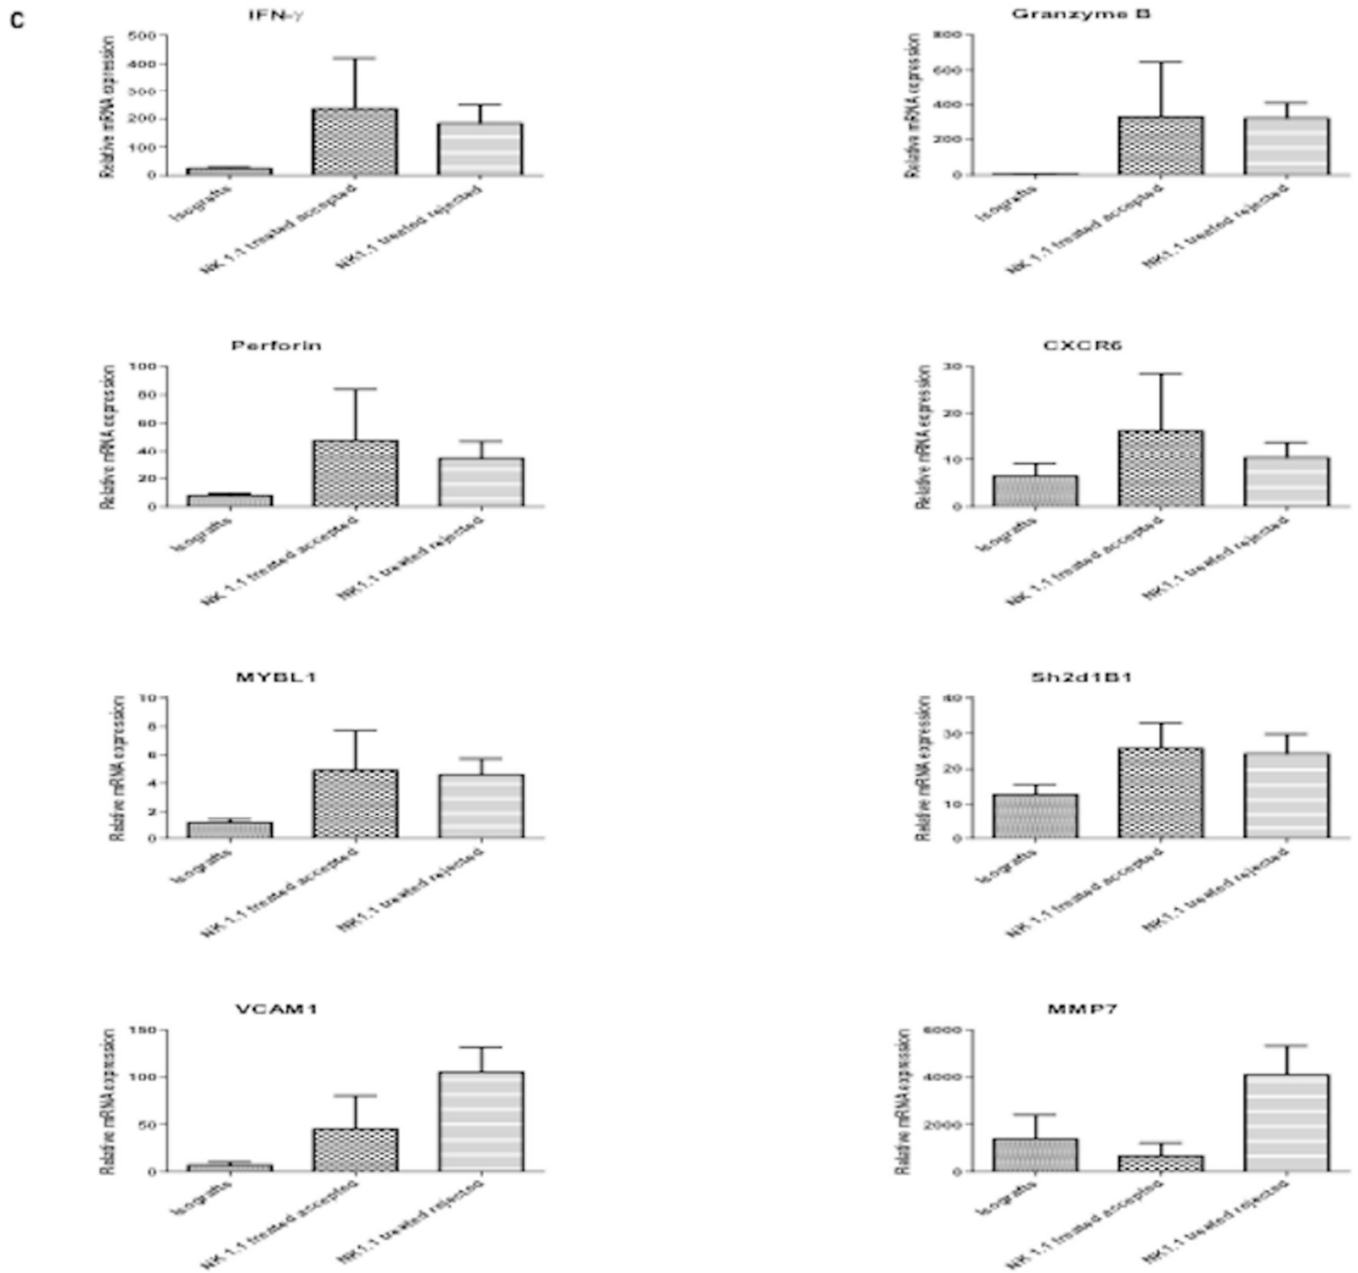 C
IFN-γ
Relative mRNA expression
500
400
300
200
100
0
Isografts
NK 1.1 treated accepted
NK1.1 treated rejected
Granzyme B
Relative mRNA expression
800
600
400
200
0
Isografts
NK 1.1 treated accepted
NK1.1 treated rejected
Perforin
Relative mRNA expression
100
80
60
40
20
0
Isografts
NK 1.1 treated accepted
NK1.1 treated rejected
CXCR6
Relative mRNA expression
30
20
10
0
Isografts
NK 1.1 treated accepted
NK1.1 treated rejected
MYBL1
Relative mRNA expression
10
8
6
4
2
0
Isografts
NK 1.1 treated accepted
NK1.1 treated rejected
Sh2d1B1
Relative mRNA expression
40
30
20
10
0
Isografts
NK 1.1 treated accepted
NK1.1 treated rejected
VCAM1
Relative mRNA expression
150
100
50
0
Isografts
NK 1.1 treated accepted
NK1.1 treated rejected
MMP7
Relative mRNA expression
6000
4000
2000
0
Isografts
NK 1.1 treated accepted
NK1.1 treated rejected